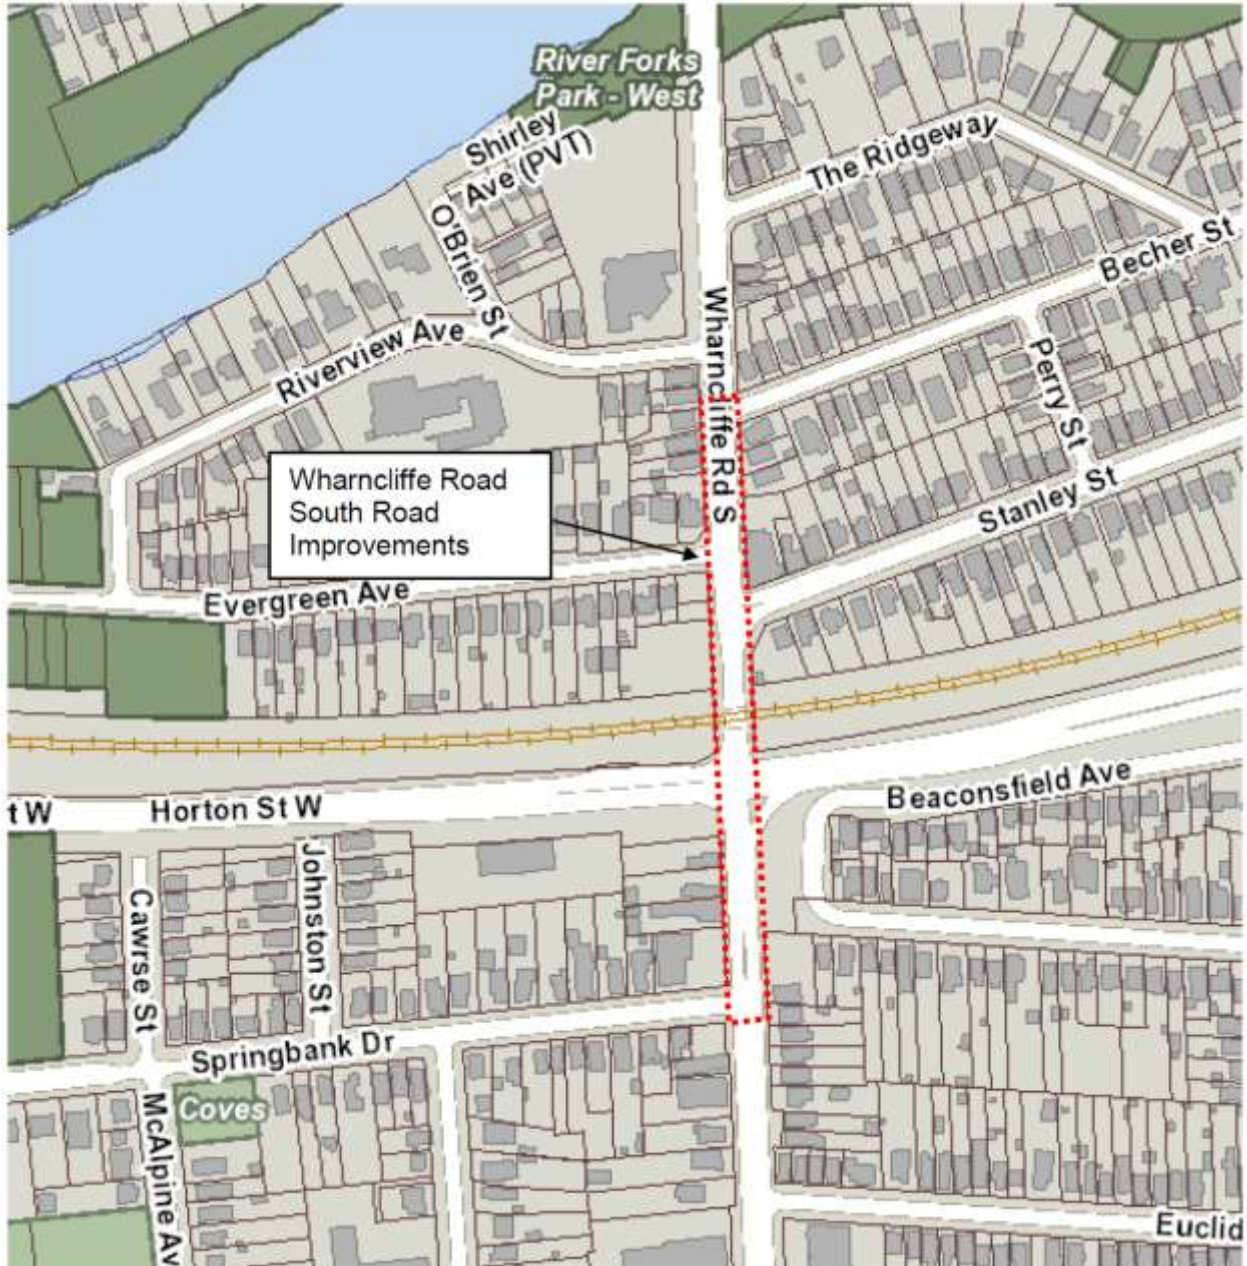 River Forks
Park - West
Shirley
Ave (PVT)
The Ridgeway
O'Brien St
Becher St
Wharncliffe Rd S
Riverview Ave
Perry St
Wharncliffe Road
South Road
Improvements
Stanley St
Evergreen Ave
Beaconsfield Ave
t W
Horton St W
Johnston St
Cawrse St
Springbank Dr
Coves
McAlpine Av
Euclid